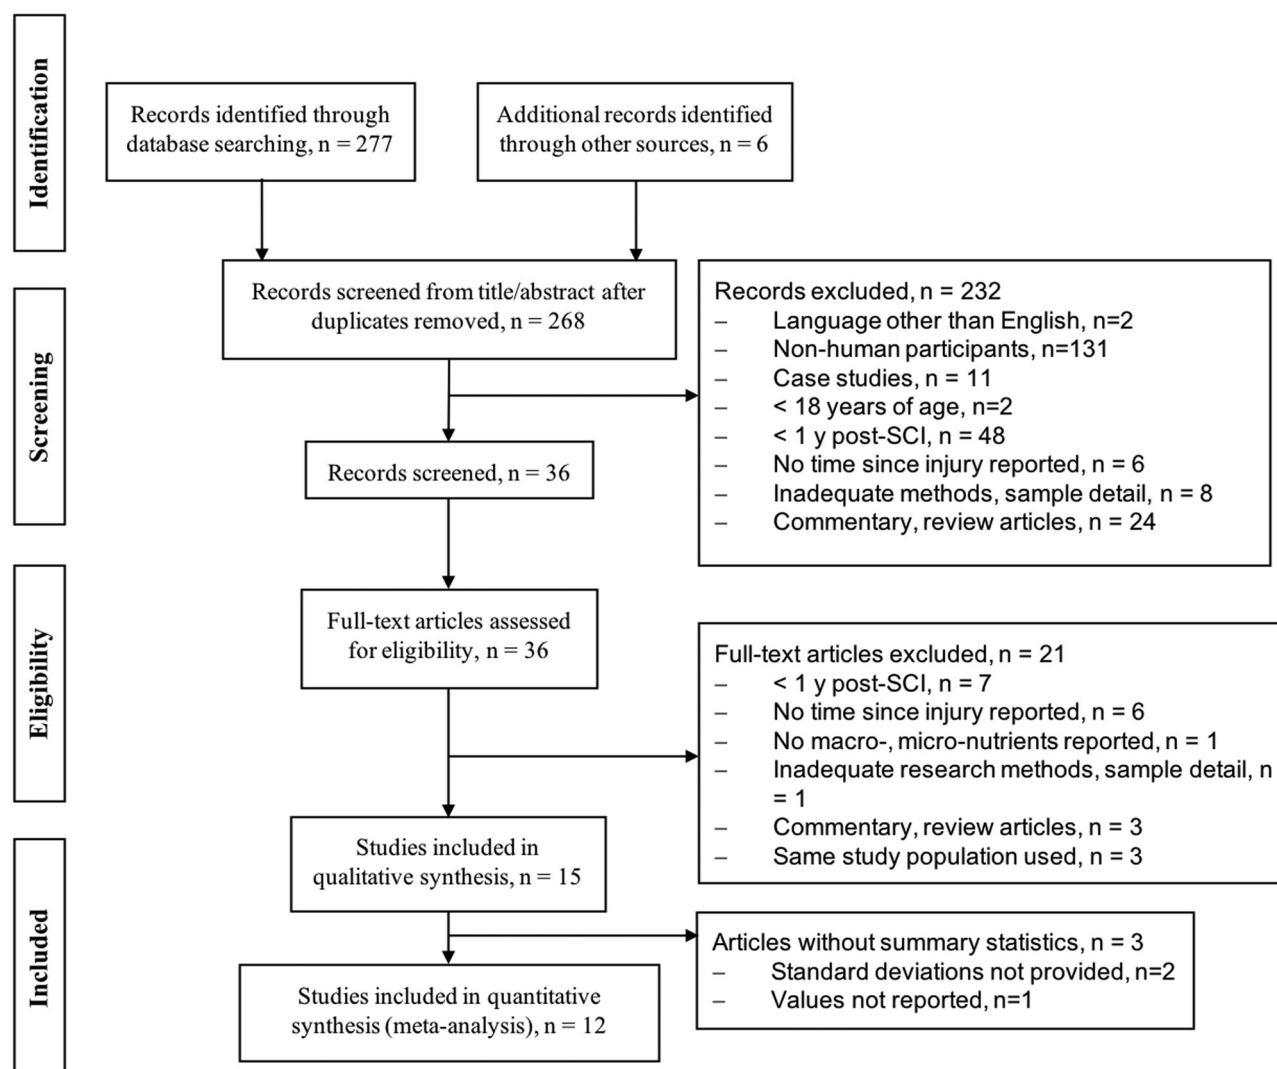 Identification
Records identified through
database searching, n = 277
Additional records identified
through other sources, n = 6
Records screened from title/abstract after
duplicates removed, n = 268
Screening
Records excluded, n = 232
– Language other than English, n=2
– Non-human participants, n=131
– Case studies, n = 11
– < 18 years of age, n=2
– < 1 y post-SCI, n = 48
– No time since injury reported, n = 6
– Inadequate methods, sample detail, n = 8
– Commentary, review articles, n = 24
Records screened, n = 36
Eligibility
Full-text articles assessed
for eligibility, n = 36
Full-text articles excluded, n = 21
– < 1 y post-SCI, n = 7
– No time since injury reported, n = 6
– No macro-, micro-nutrients reported, n = 1
– Inadequate research methods, sample detail, n
= 1
– Commentary, review articles, n = 3
– Same study population used, n = 3
Included
Studies included in
qualitative synthesis, n = 15
Articles without summary statistics, n = 3
– Standard deviations not provided, n=2
– Values not reported, n=1
Studies included in quantitative
synthesis (meta-analysis), n = 12